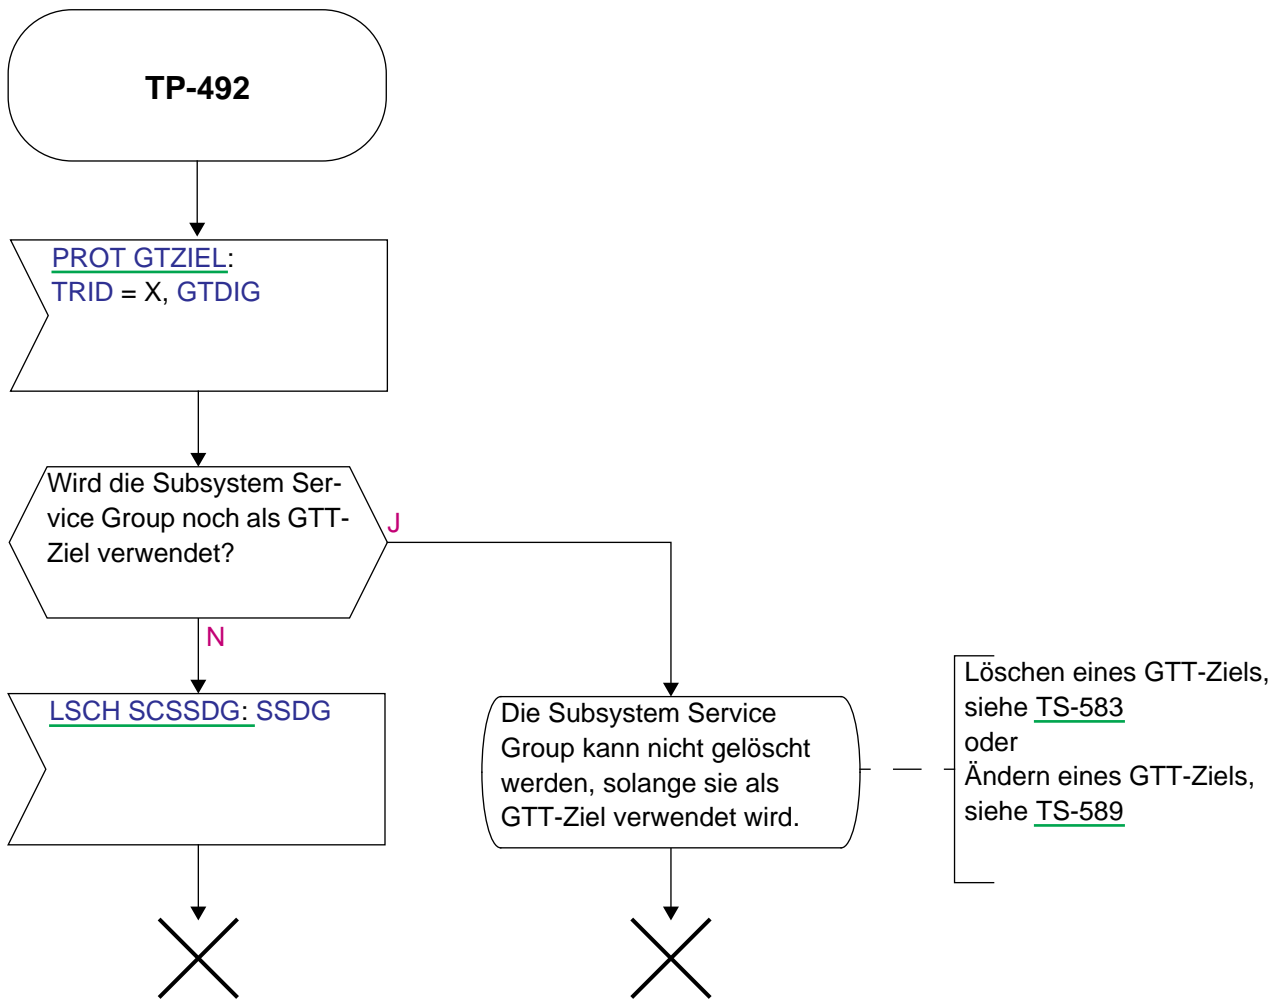 TP-492
PROT GTZIEL:
TRID = X, GTDIG
Wird die Subsystem Ser-
vice Group noch als GTT-
Ziel verwendet?
J
N
LSCH SCSSDG: SSDG
Die Subsystem Service
Group kann nicht gelöscht
werden, solange sie als
GTT-Ziel verwendet wird.
Löschen eines GTT-Ziels,
siehe TS-583
oder
Ändern eines GTT-Ziels,
siehe TS-589